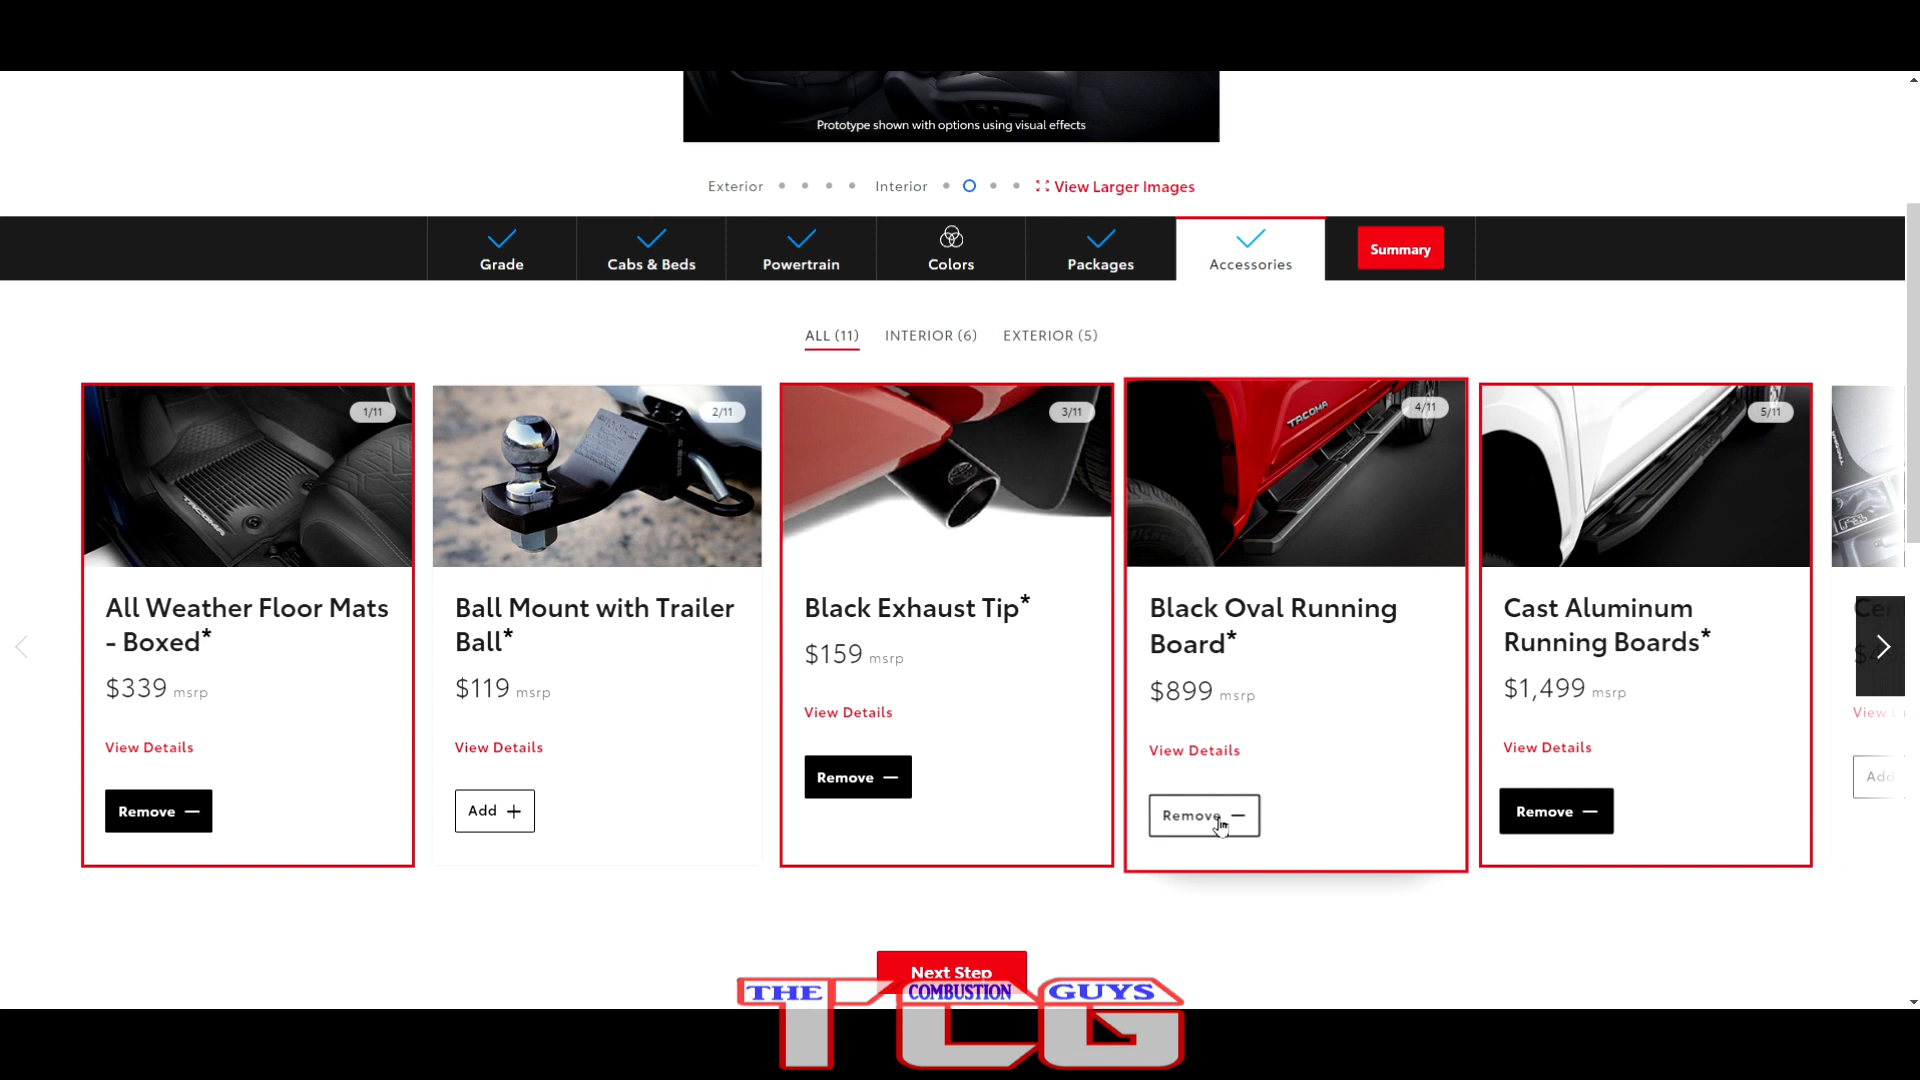 Prototype shown with options using visual effects
Exterior Interior View Larger Images
Grade
Cabs & Beds
Powertrain
Colors
Packages
Accessories
Summary
ALL (11) INTERIOR (6) EXTERIOR (5)
1/11
TACOMA
All Weather Floor Mats
- Boxed*
$339 msrp
View Details
Remove
2/11
Ball Mount with Trailer
Ball*
$119 msrp
View Details
Add +
3/11
Black Exhaust Tip*
$159 msrp
View Details
Remove
4/11
TACOMA
Black Oval Running
Board*
$899 msrp
View Details
Remove
5/11
Cast Aluminum
Running Boards*
$1,499 msrp
View Details
Remove
View
Add
Next Step
THE COMBUSTION GUYS
TCG